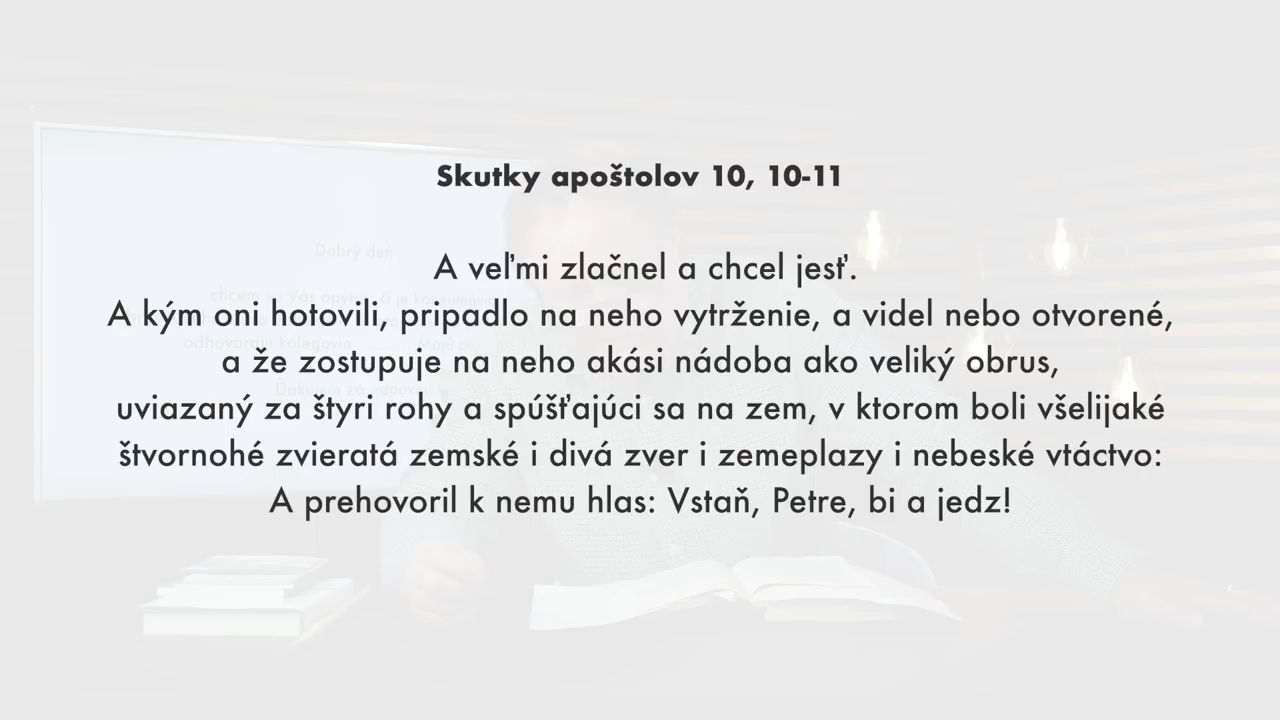 Skutky apoštolov 10, 10-11
A veľmi zlačnel a chcel jesť.
A kým oni hotovili, pripadlo na neho vytrženie, a videl nebo otvorené,
a že zostupuje na neho akási nádoba ako veliký obrus,
uviazaný za štyri rohy a spúšťajúci sa na zem, v ktorom boli všelijaké
štvornohé zvieratá zemské i divá zver i zemeplazy i nebeské vtáctvo:
A prehovoril k nemu hlas: Vstaň, Petre, bi a jedz!
Dobrý deň